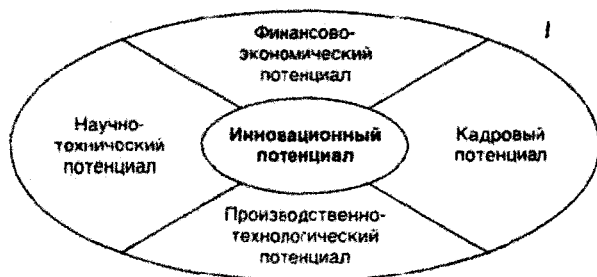 Финансово-
экономический
потенциал
Научно-
технический
потенциал
Инновационный
потенциал
Кадровый
потенциал
Производственно-
технологический
потенциал